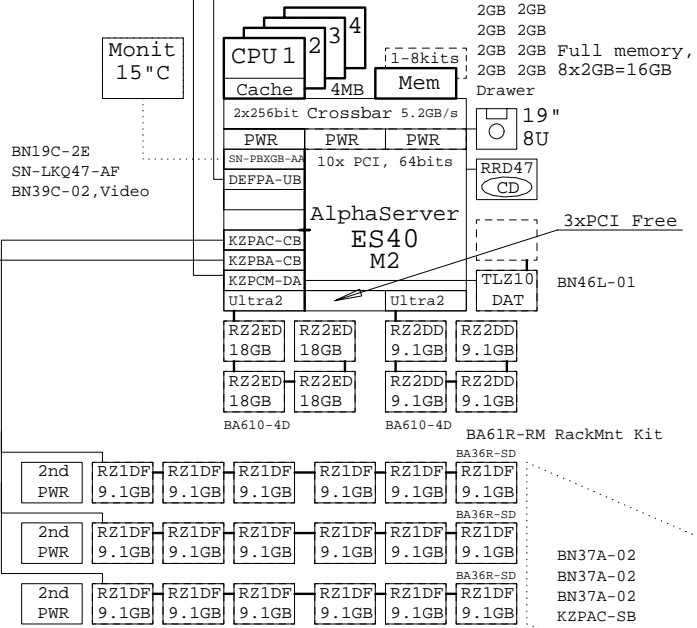 2GB 2GB
2GB 2GB
2GB 2GB Full memory,
2GB 2GB 8x2GB=16GB
Monit
15"C
CPU 1
2
3
4
Cache
4MB
1-8kits
Mem
Drawer
2x256bit Crossbar 5.2GB/s
19"
8U
PWR
PWR
PWR
BN19C-2E
SN-LKQ47-AF
BN39C-02,Video
SN-PBXGB-AA
10x PCI, 64bits
DEFPA-UB
RRD47
CD
AlphaServer
ES40
M2
3xPCI Free
KZPAC-CB
KZPBA-CB
KZPCM-DA
TLZ10
DAT
BN46L-01
Ultra2
Ultra2
RZ2ED
18GB
RZ2ED
18GB
RZ2DD
9.1GB
RZ2DD
9.1GB
RZ2ED
18GB
RZ2ED
18GB
RZ2DD
9.1GB
RZ2DD
9.1GB
BA610-4D
BA610-4D
BA61R-RM RackMnt Kit
BA36R-SD
2nd
PWR
RZ1DF
9.1GB
RZ1DF
9.1GB
RZ1DF
9.1GB
RZ1DF
9.1GB
RZ1DF
9.1GB
RZ1DF
9.1GB
BA36R-SD
2nd
PWR
RZ1DF
9.1GB
RZ1DF
9.1GB
RZ1DF
9.1GB
RZ1DF
9.1GB
RZ1DF
9.1GB
RZ1DF
9.1GB
BA36R-SD
2nd
PWR
RZ1DF
9.1GB
RZ1DF
9.1GB
RZ1DF
9.1GB
RZ1DF
9.1GB
RZ1DF
9.1GB
RZ1DF
9.1GB
BN37A-02
BN37A-02
BN37A-02
KZPAC-SB